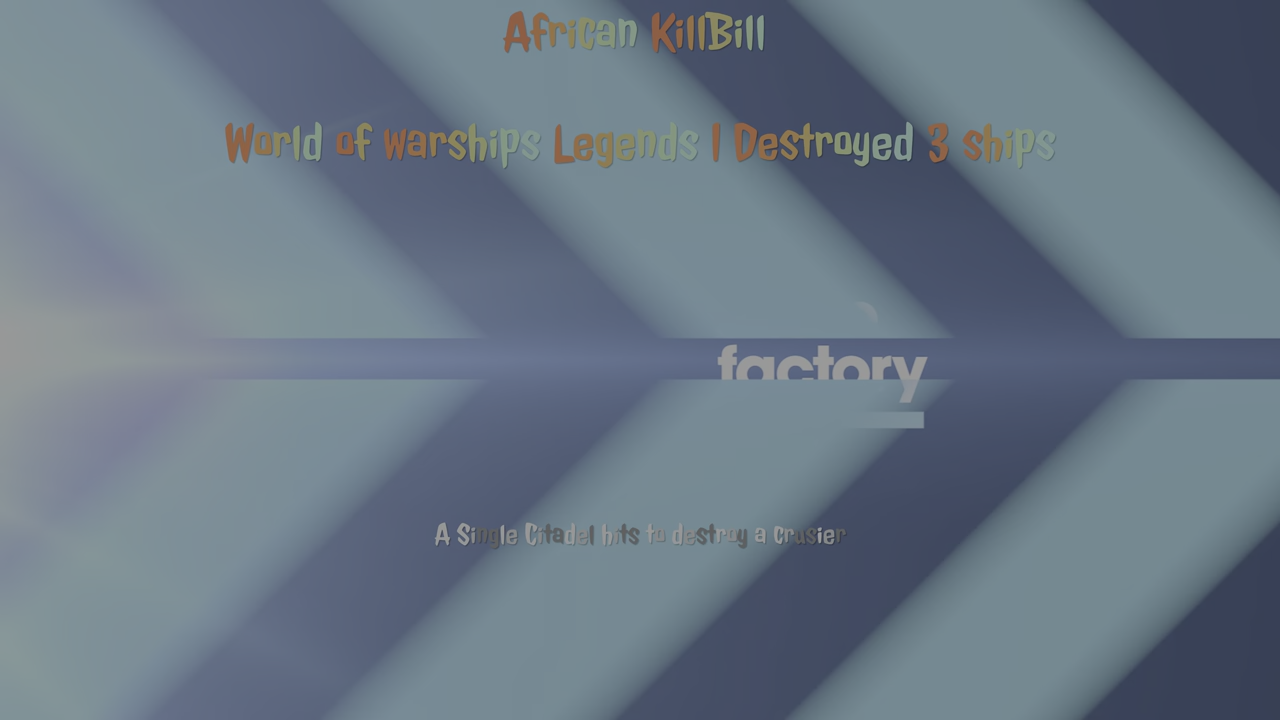 African KillBill
World of warships Legends | Destroyed 3 ships
factory
A Single Citadel hits to destroy a crusier